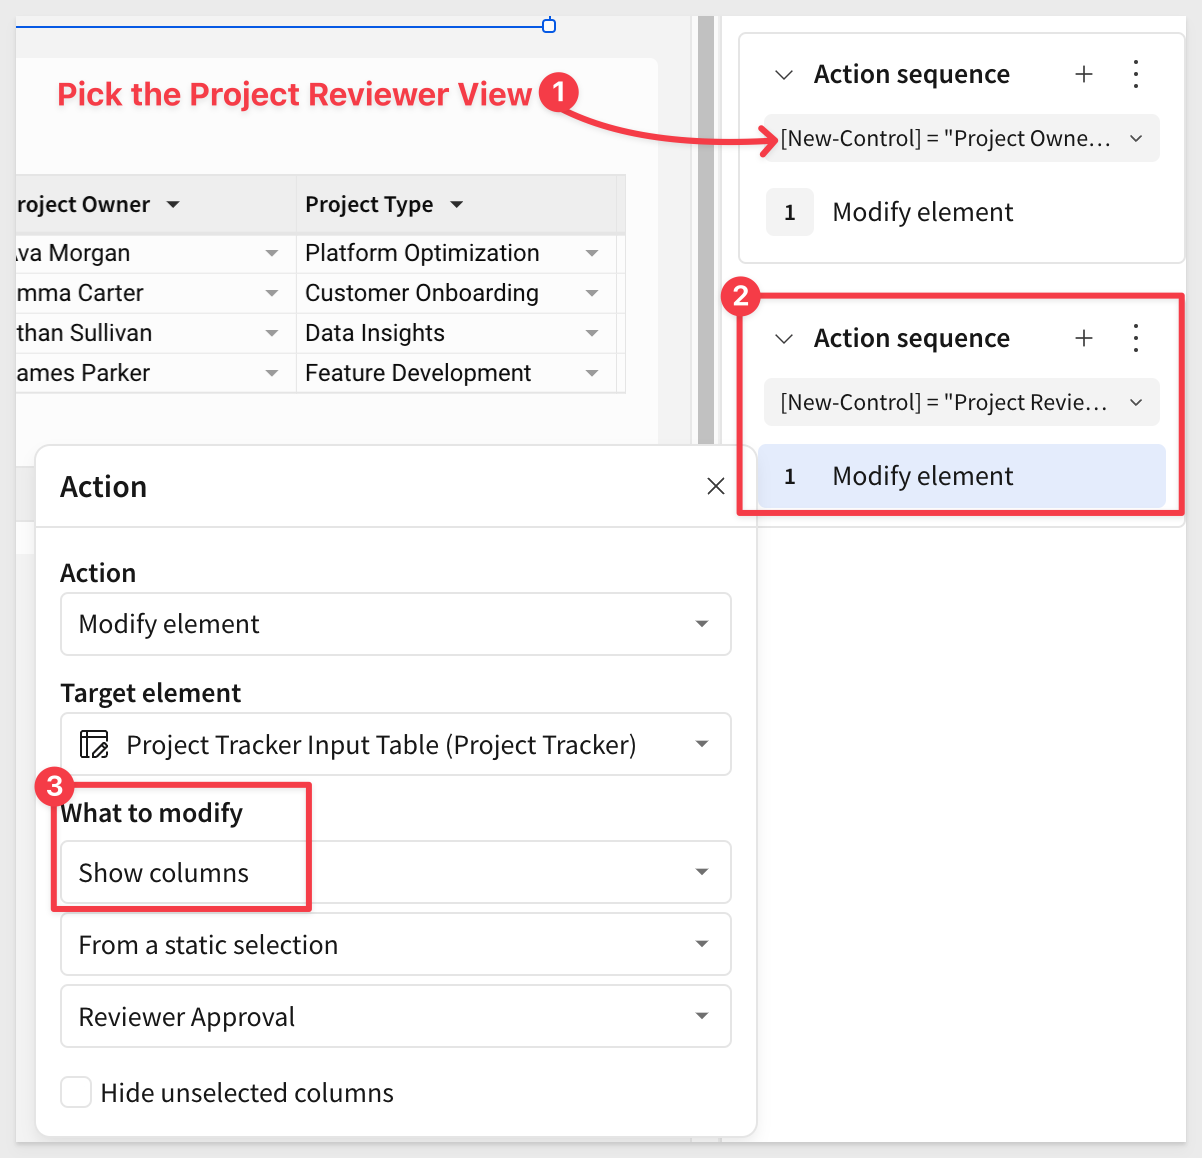 Pick the Project Reviewer View 1
Action sequence
[New-Control] = "Project Owne...
1 Modify element
roject Owner
Project Type
va Morgan
Platform Optimization
mma Carter
Customer Onboarding
than Sullivan
Data Insights
ames Parker
Feature Development
2
Action sequence
[New-Control] = "Project Revie...
1 Modify element
Action
Action
Modify element
Target element
Project Tracker Input Table (Project Tracker)
3
What to modify
Show columns
From a static selection
Reviewer Approval
Hide unselected columns